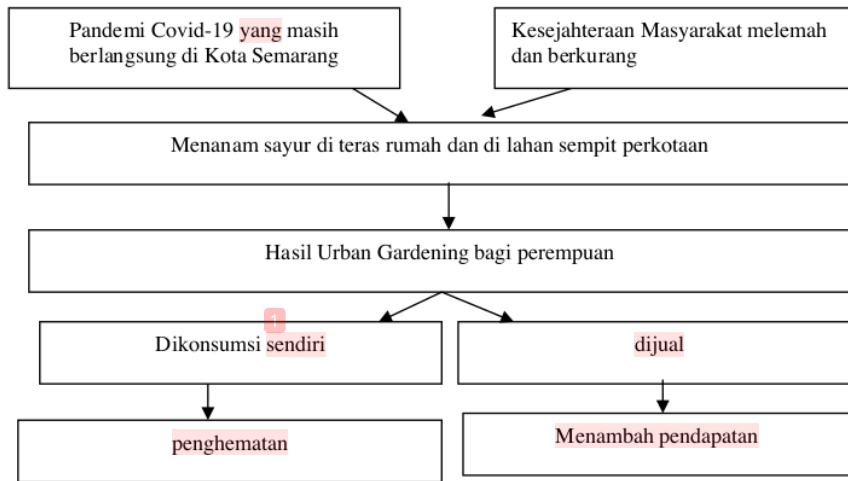 Pandemi Covid-19 yang masih
berlangsung di Kota Semarang
Kesejahteraan Masyarakat melemah
dan berkurang
Menanam sayur di teras rumah dan di lahan sempit perkotaan
Hasil Urban Gardening bagi perempuan
1
Dikonsumsi sendiri
dijual
penghematan
Menambah pendapatan